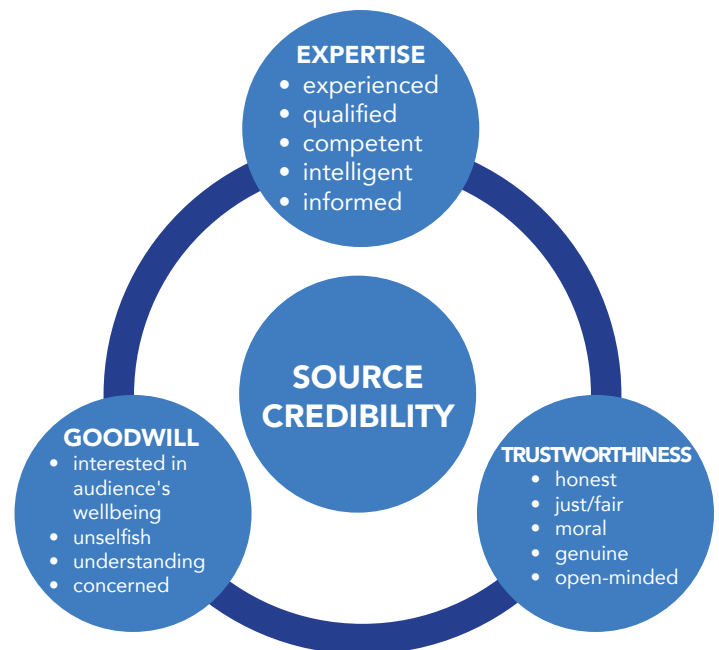 EXPERTISE
• experienced
• qualified
• competent
• intelligent
• informed
SOURCE
CREDIBILITY
GOODWILL
• interested in
audience's
wellbeing
• unselfish
• understanding
• concerned
TRUSTWORTHINESS
• honest
• just/fair
• moral
• genuine
• open-minded